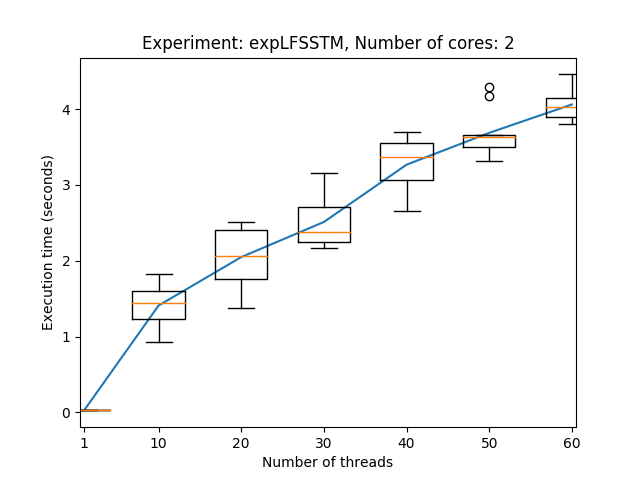 Experiment: expLFSSTM, Number of cores: 2
Execution time (seconds)
4
3
2
1
0
1 10 20 30 40 50 60
Number of threads